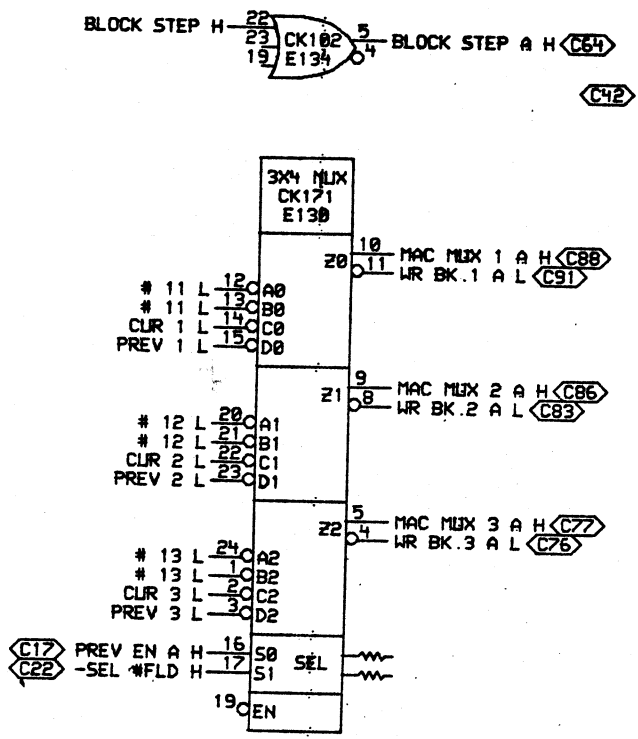 BLOCK STEP H 22
23
19
CK102
E134
5
4
BLOCK STEP A H C64
C42
3X4 MUX
CK171
E130
Z0
10 MAC MUX 1 A H C88
11 WR BK.1 A L C91
# 11 L 12 A0
# 11 L 13 B0
CUR 1 L 14 C0
PREV 1 L 15 D0
Z1
9 MAC MUX 2 A H C86
8 WR BK.2 A L C83
# 12 L 20 A1
# 12 L 21 B1
CUR 2 L 22 C1
PREV 2 L 23 D1
Z2
5 MAC MUX 3 A H C77
4 WR BK.3 A L C76
# 13 L 24 A2
# 13 L 1 B2
CUR 3 L 2 C2
PREV 3 L 3 D2
C17 PREV EN A H 16 S0
SEL
C22 -SEL #FLD H 17 S1
19 EN